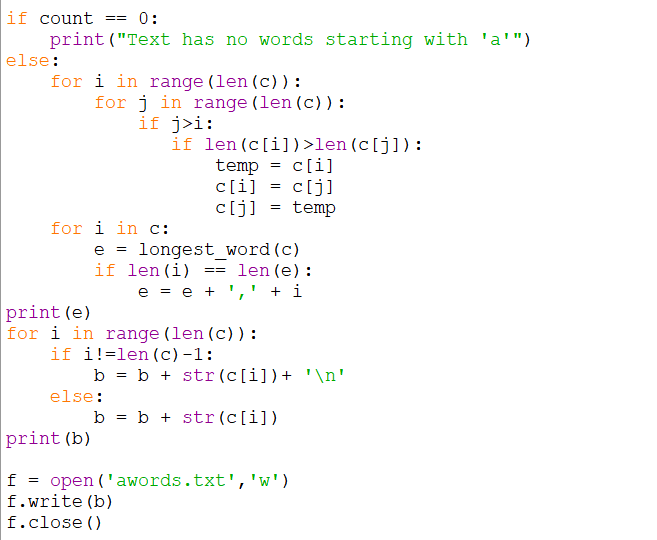 if count == 0:
    print("Text has no words starting with 'a'")
else:
    for i in range(len(c)):
        for j in range(len(c)):
            if j>i:
               if len(c[i])>len(c[j]):
                   temp = c[i]
                   c[i] = c[j]
                   c[j] = temp
    for i in c:
        e = longest_word(c)
        if len(i) == len(e):
            e = e + ',' + i
print(e)
for i in range(len(c)):
    if i!=len(c)-1:
        b = b + str(c[i])+ '\n'
    else:
        b = b + str(c[i])
print(b)

f = open('awords.txt','w')
f.write(b)
f.close()